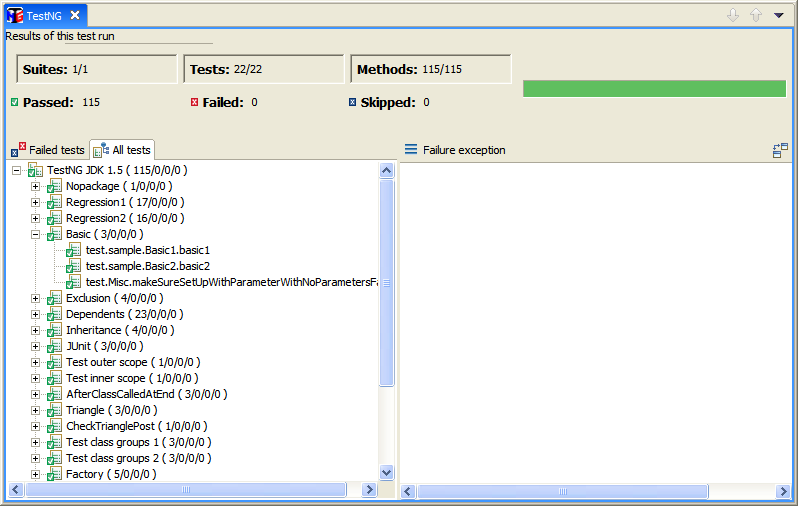 TestNG
Results of this test run
Suites: 1/1 Tests: 22/22 Methods: 115/115
Passed: 115 Failed: 0 Skipped: 0
Failed tests All tests Failure exception
TestNG JDK 1.5 ( 115/0/0/0 )
Nopackage ( 1/0/0/0 )
Regression1 ( 17/0/0/0 )
Regression2 ( 16/0/0/0 )
Basic ( 3/0/0/0 )
test.sample.Basic1.basic1
test.sample.Basic2.basic2
test.Misc.makeSureSetUpWithParameterWithNoParametersFa
Exclusion ( 4/0/0/0 )
Dependents ( 23/0/0/0 )
Inheritance ( 4/0/0/0 )
JUnit ( 3/0/0/0 )
Test outer scope ( 1/0/0/0 )
Test inner scope ( 1/0/0/0 )
AfterClassCalledAtEnd ( 3/0/0/0 )
Triangle ( 3/0/0/0 )
CheckTrianglePost ( 1/0/0/0 )
Test class groups 1 ( 3/0/0/0 )
Test class groups 2 ( 3/0/0/0 )
Factory ( 5/0/0/0 )